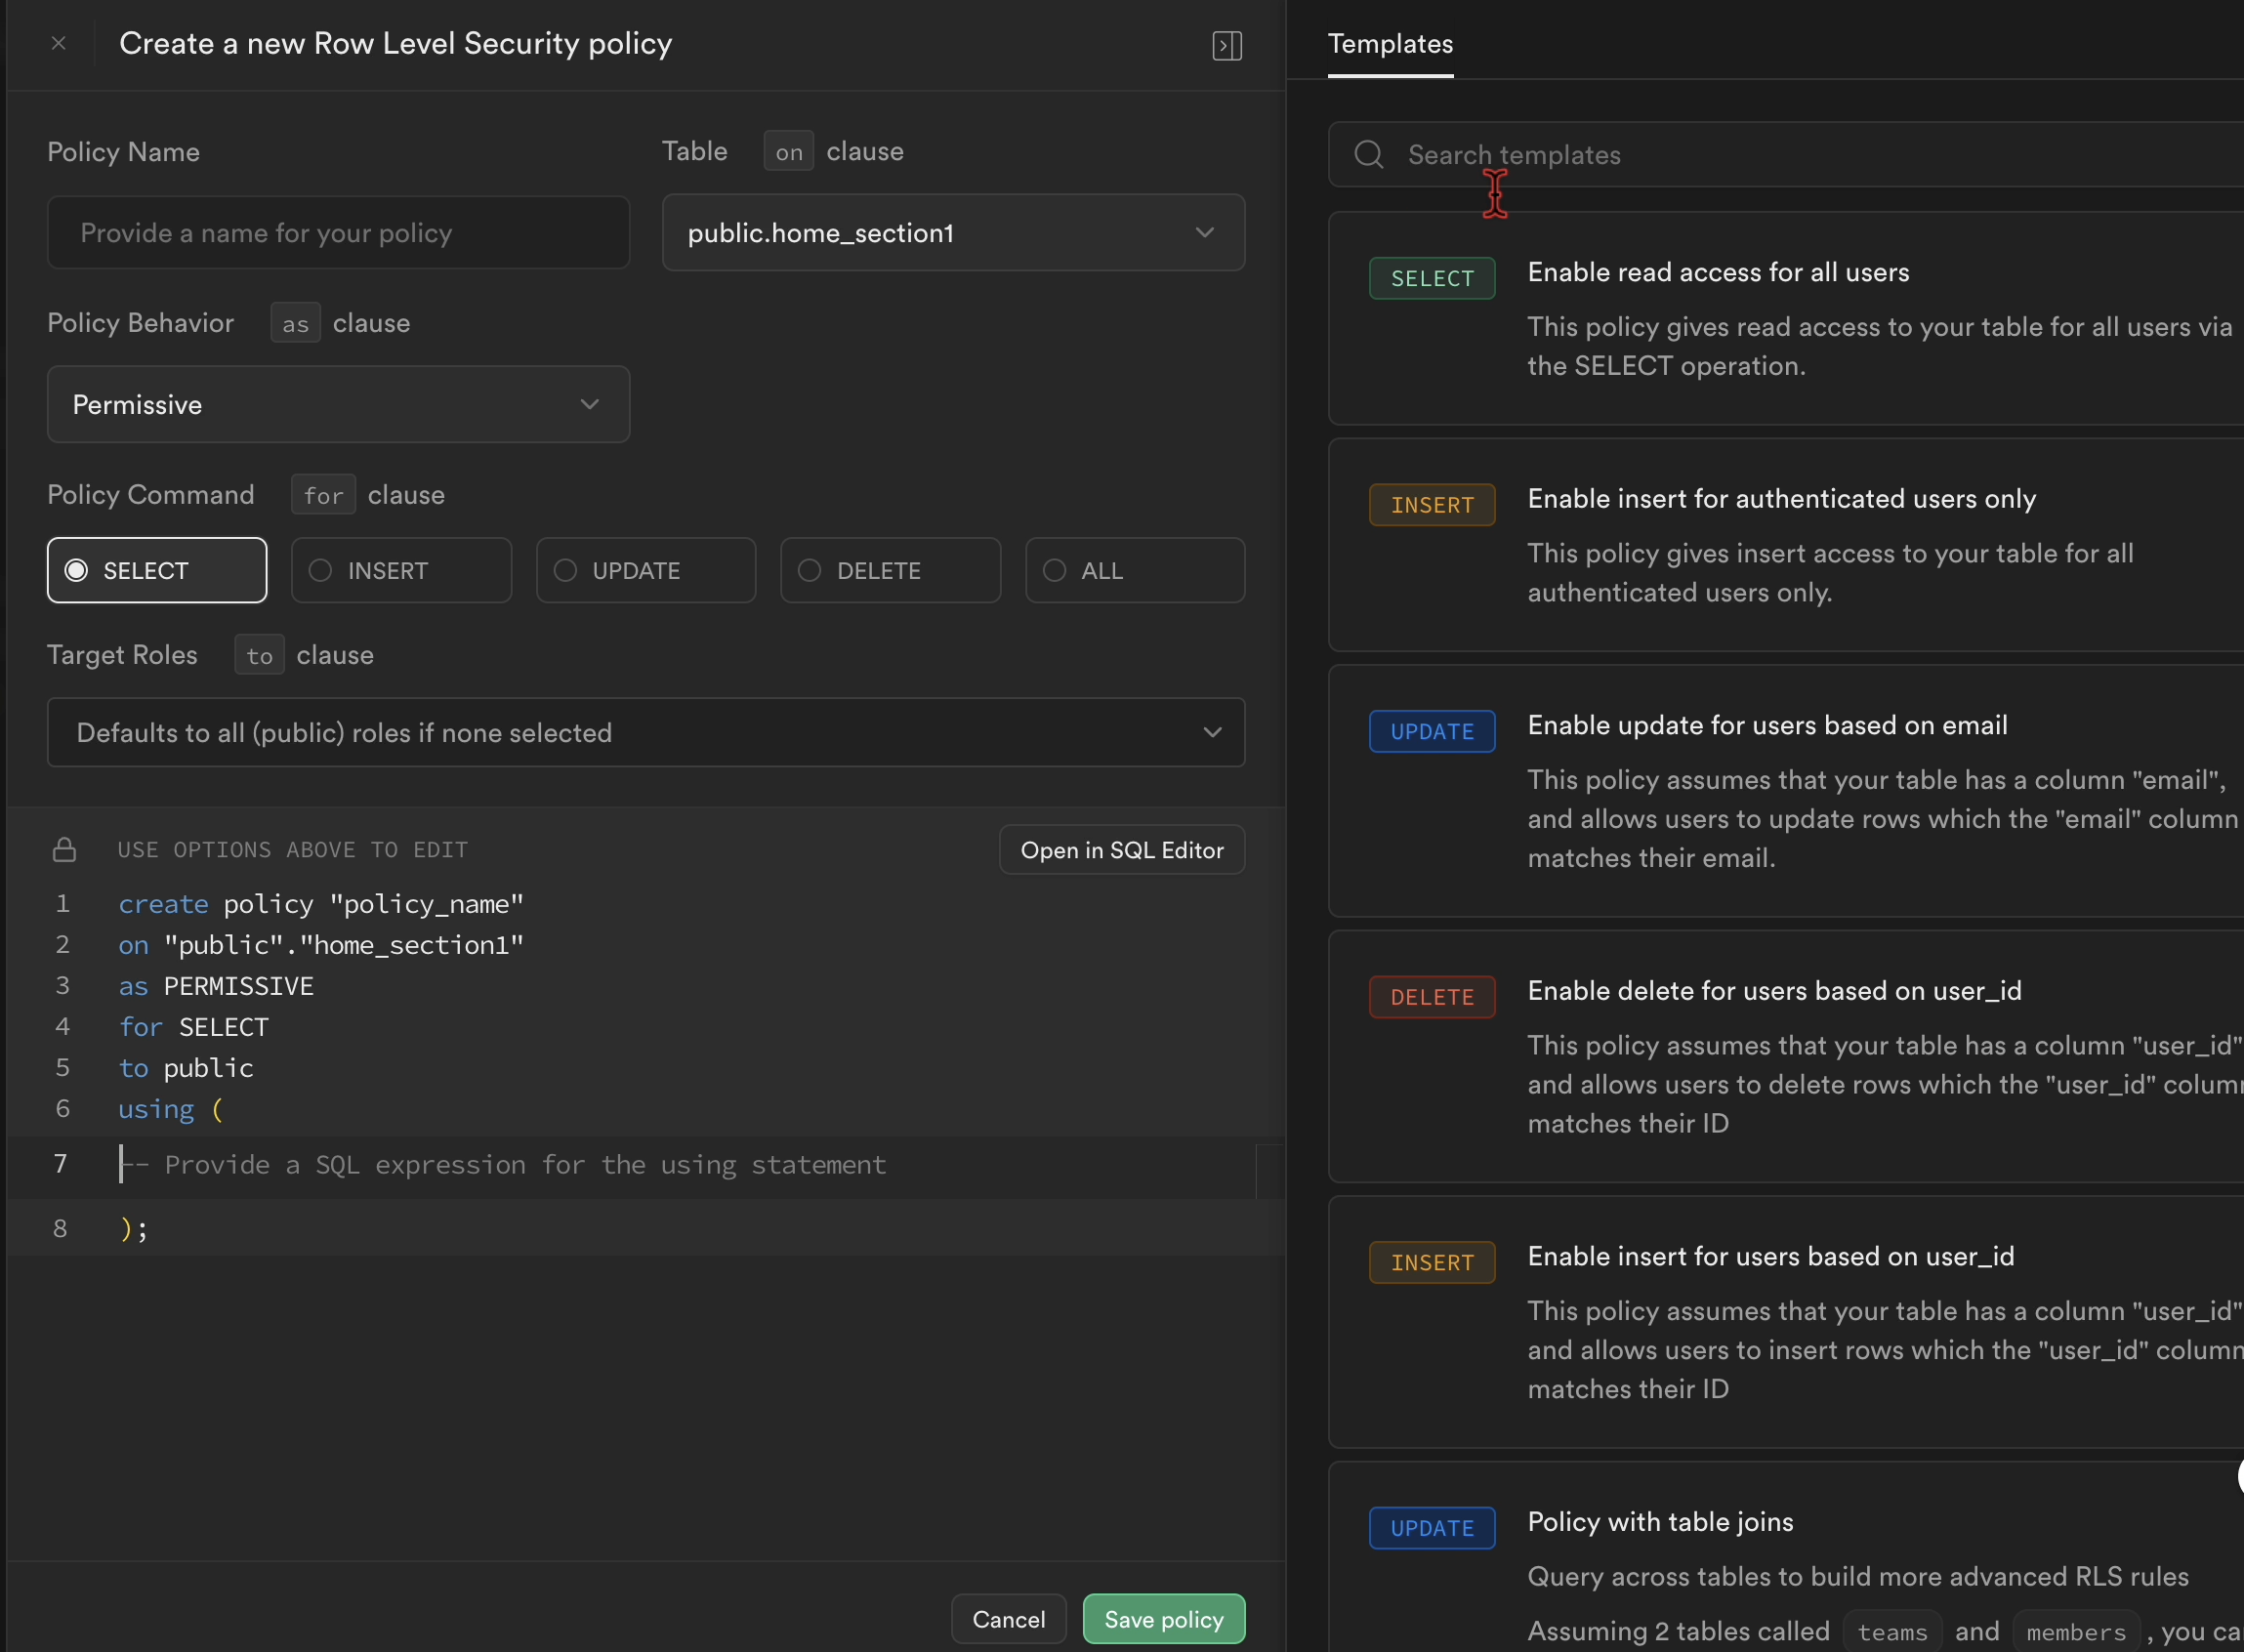 Create a new Row Level Security policy
Policy Name
Provide a name for your policy
Table on clause
public.home_section1
Policy Behavior as clause
Permissive
Policy Command for clause
SELECT
INSERT
UPDATE
DELETE
ALL
Target Roles to clause
Defaults to all (public) roles if none selected
USE OPTIONS ABOVE TO EDIT
Open in SQL Editor
1 create policy "policy_name"
2 on "public"."home_section1"
3 as PERMISSIVE
4 for SELECT
5 to public
6 using (
7 -- Provide a SQL expression for the using statement
8 );
Cancel
Save policy
Templates
Search templates
SELECT
Enable read access for all users
This policy gives read access to your table for all users via
the SELECT operation.
INSERT
Enable insert for authenticated users only
This policy gives insert access to your table for all
authenticated users only.
UPDATE
Enable update for users based on email
This policy assumes that your table has a column "email",
and allows users to update rows which the "email" column
matches their email.
DELETE
Enable delete for users based on user_id
This policy assumes that your table has a column "user_id"
and allows users to delete rows which the "user_id" column
matches their ID
INSERT
Enable insert for users based on user_id
This policy assumes that your table has a column "user_id"
and allows users to insert rows which the "user_id" column
matches their ID
UPDATE
Policy with table joins
Query across tables to build more advanced RLS rules
Assuming 2 tables called teams and members , you ca